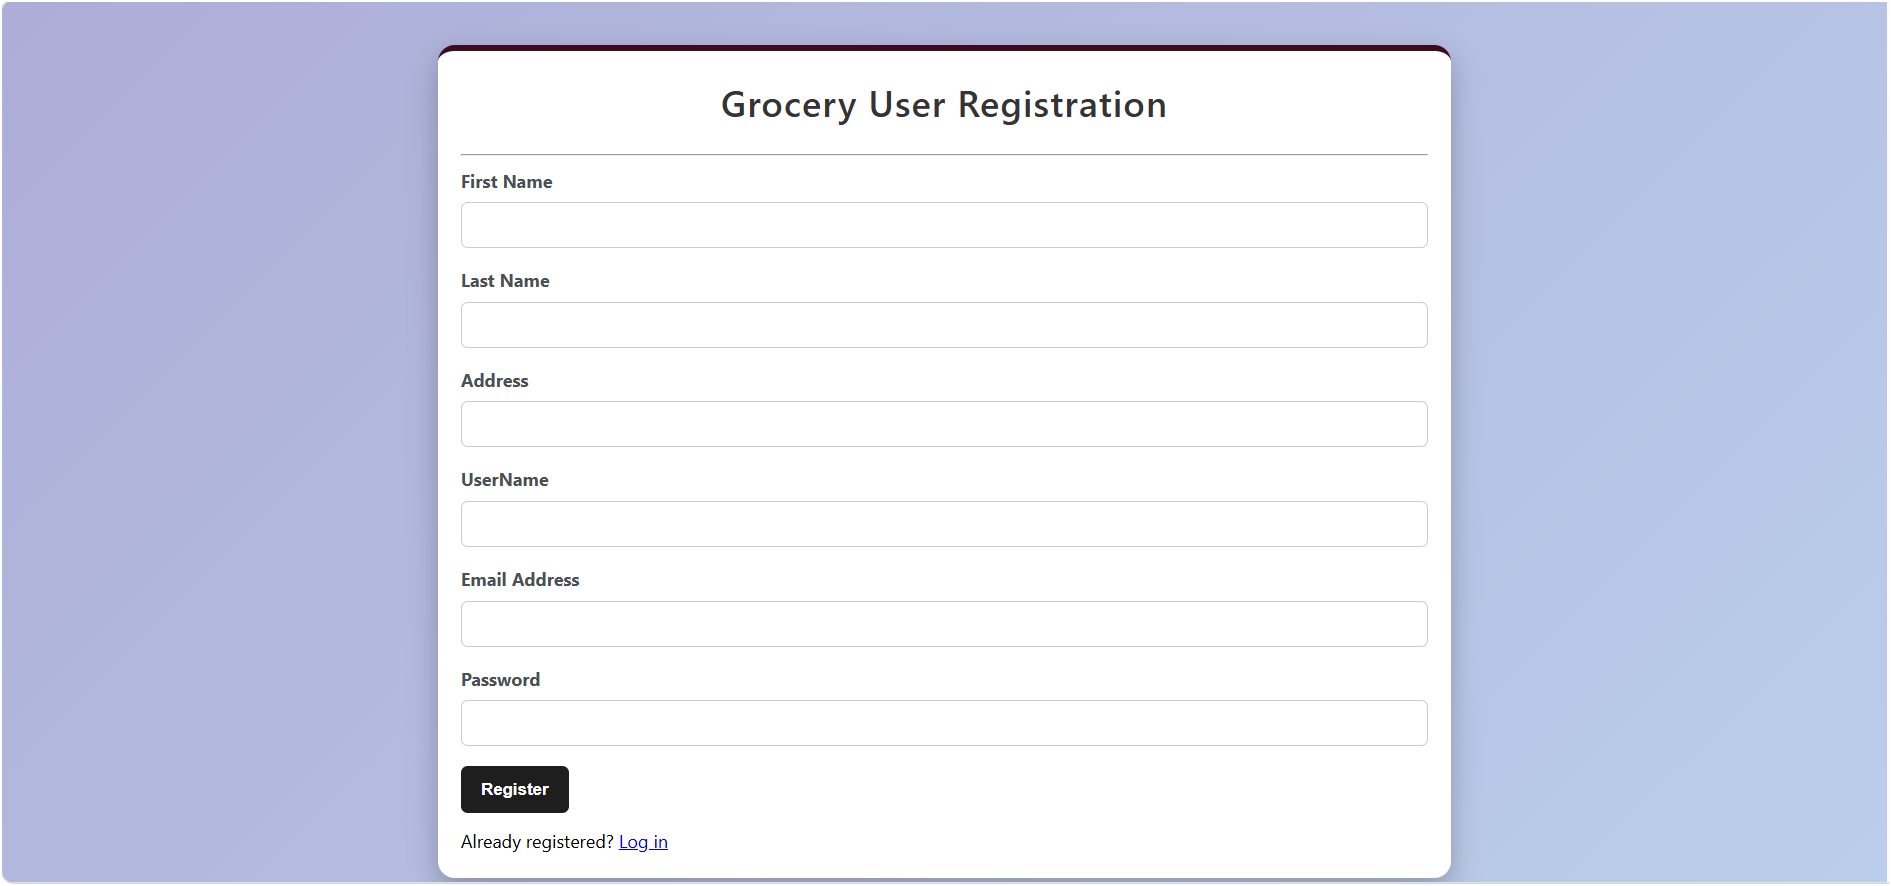 Grocery User Registration
First Name
Last Name
Address
UserName
Email Address
Password
Register
Already registered? Log in